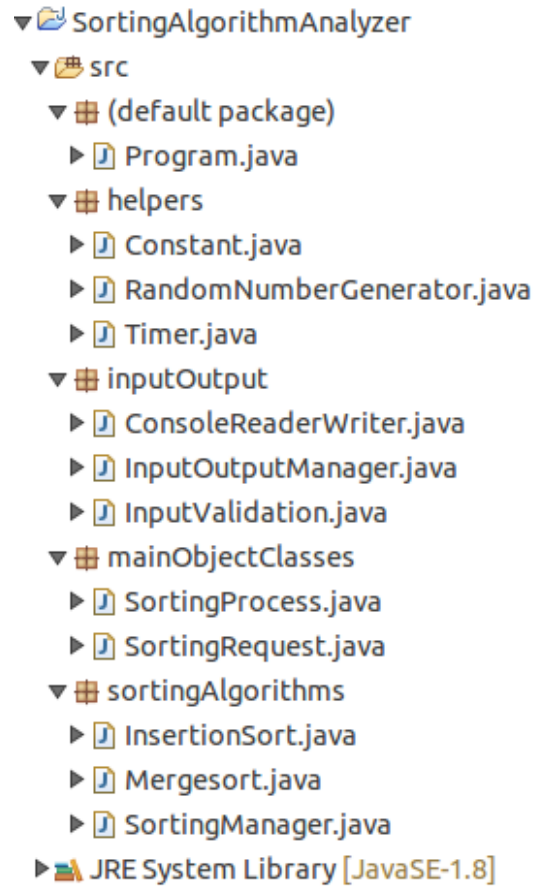 SortingAlgorithmAnalyzer
src
(default package)
Program.java
helpers
Constant.java
RandomNumberGenerator.java
Timer.java
inputOutput
ConsoleReaderWriter.java
InputOutputManager.java
InputValidation.java
mainObjectClasses
SortingProcess.java
SortingRequest.java
sortingAlgorithms
InsertionSort.java
Mergesort.java
SortingManager.java
JRE System Library [JavaSE-1.8]